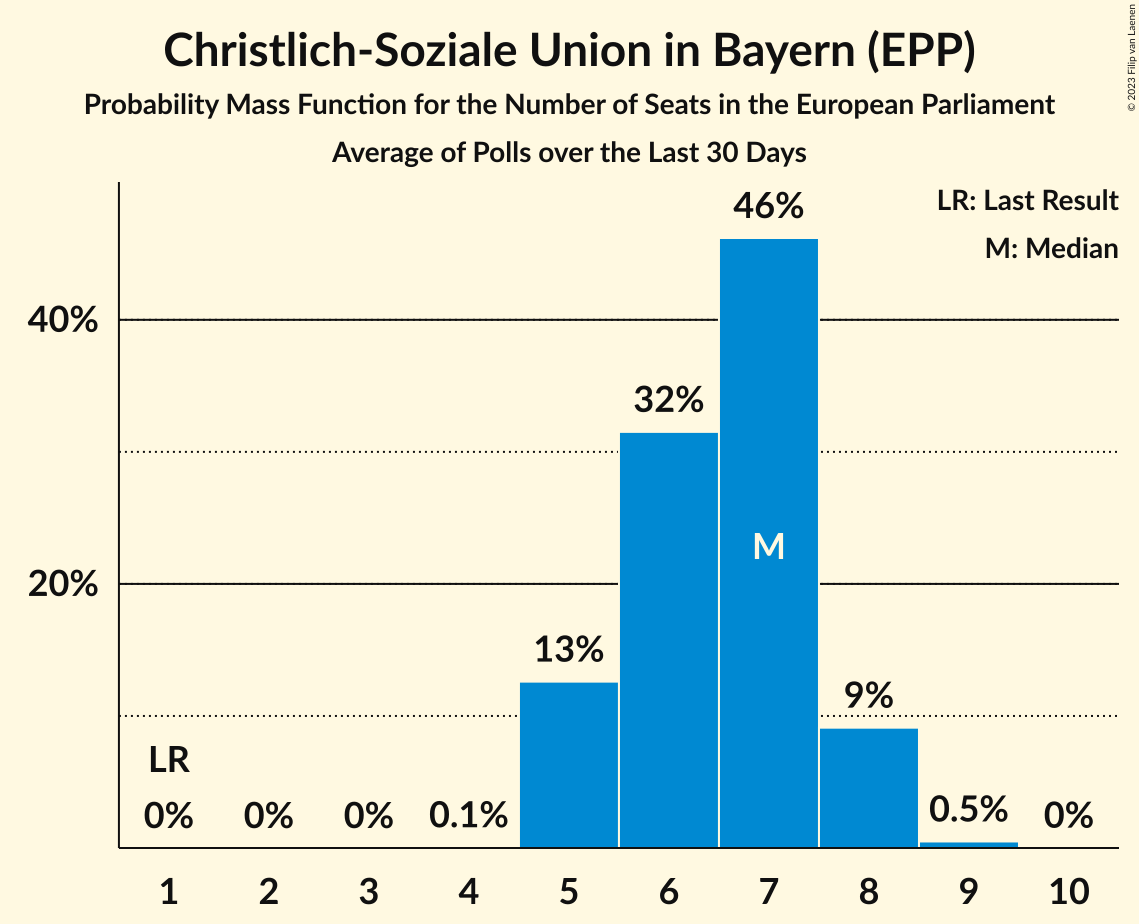 Christlich-Soziale Union in Bayern (EPP)
Probability Mass Function for the Number of Seats in the European Parliament
Average of Polls over the Last 30 Days
© 2023 Filip van Laenen
LR: Last Result
M: Median
46%
40%
32%
M
20%
13%
9%
LR
0% 0% 0% 0.1% 0.5% 0%
1 2 3 4 5 6 7 8 9 10